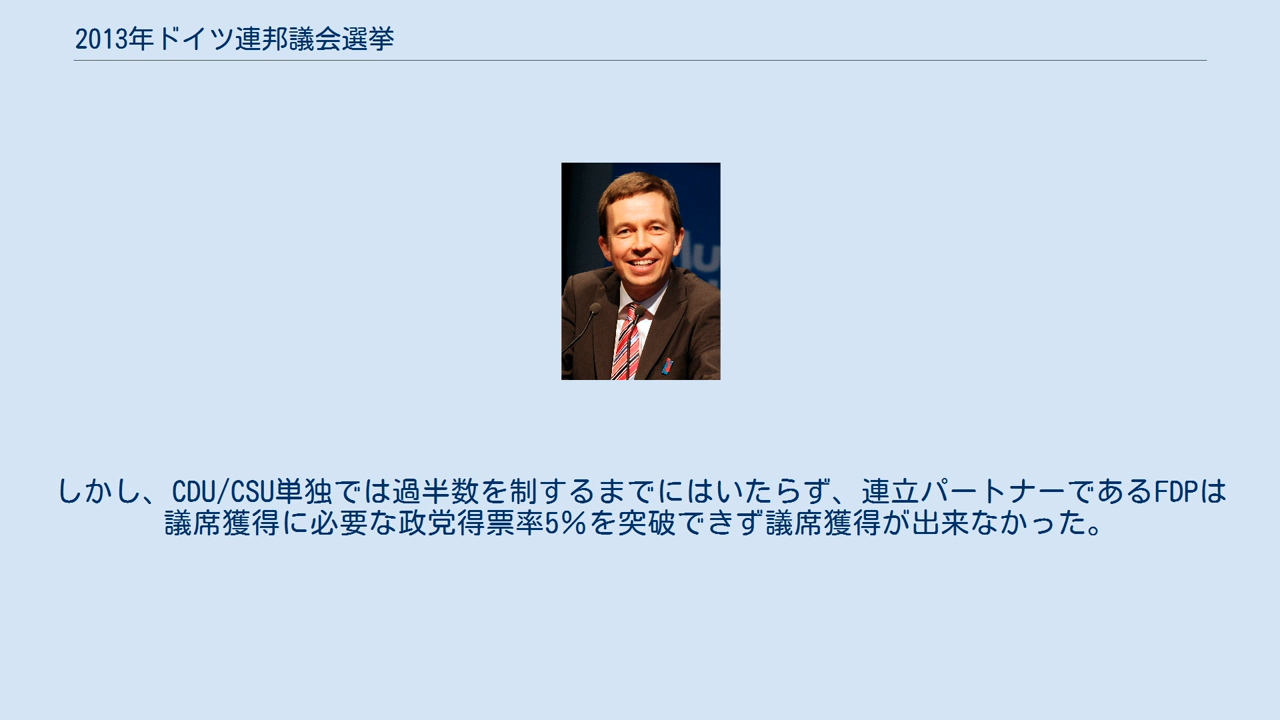 2013年ドイツ連邦議会選挙
lu
しかし、CDU/CSU単独では過半数を制するまでにはいたらず、連立パートナーであるFDPは
議席獲得に必要な政党得票率5%を突破できず議席獲得が出来なかった。